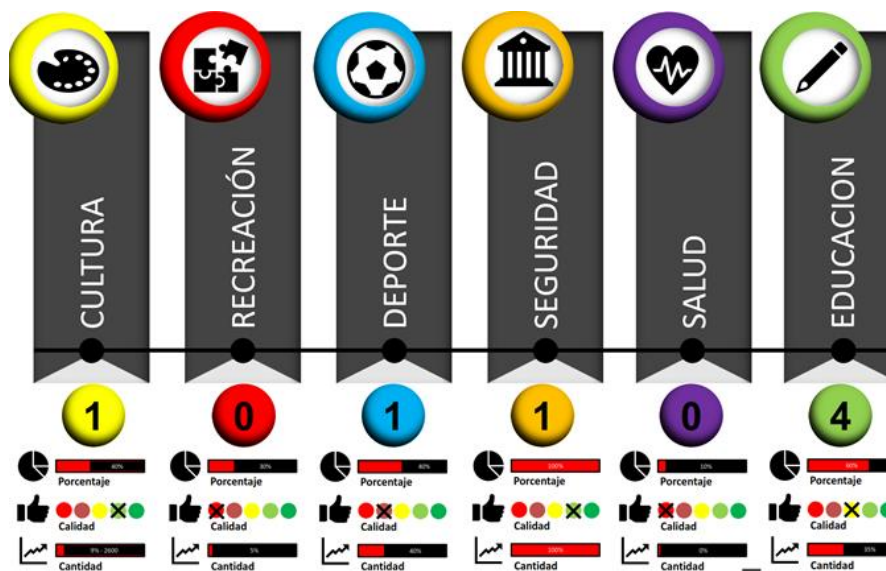 CULTURA
RECREACIÓN
DEPORTE
SEGURIDAD
SALUD
EDUCACION
1
0
1
1
0
4
40%
Porcentaje
Calidad
9% - 2600
Cantidad
30%
Porcentaje
Calidad
5%
Cantidad
40%
Porcentaje
Calidad
40%
Cantidad
100%
Porcentaje
Calidad
100%
Cantidad
10%
Porcentaje
Calidad
0%
Cantidad
Porcentaje
Calidad
35%
Cantidad